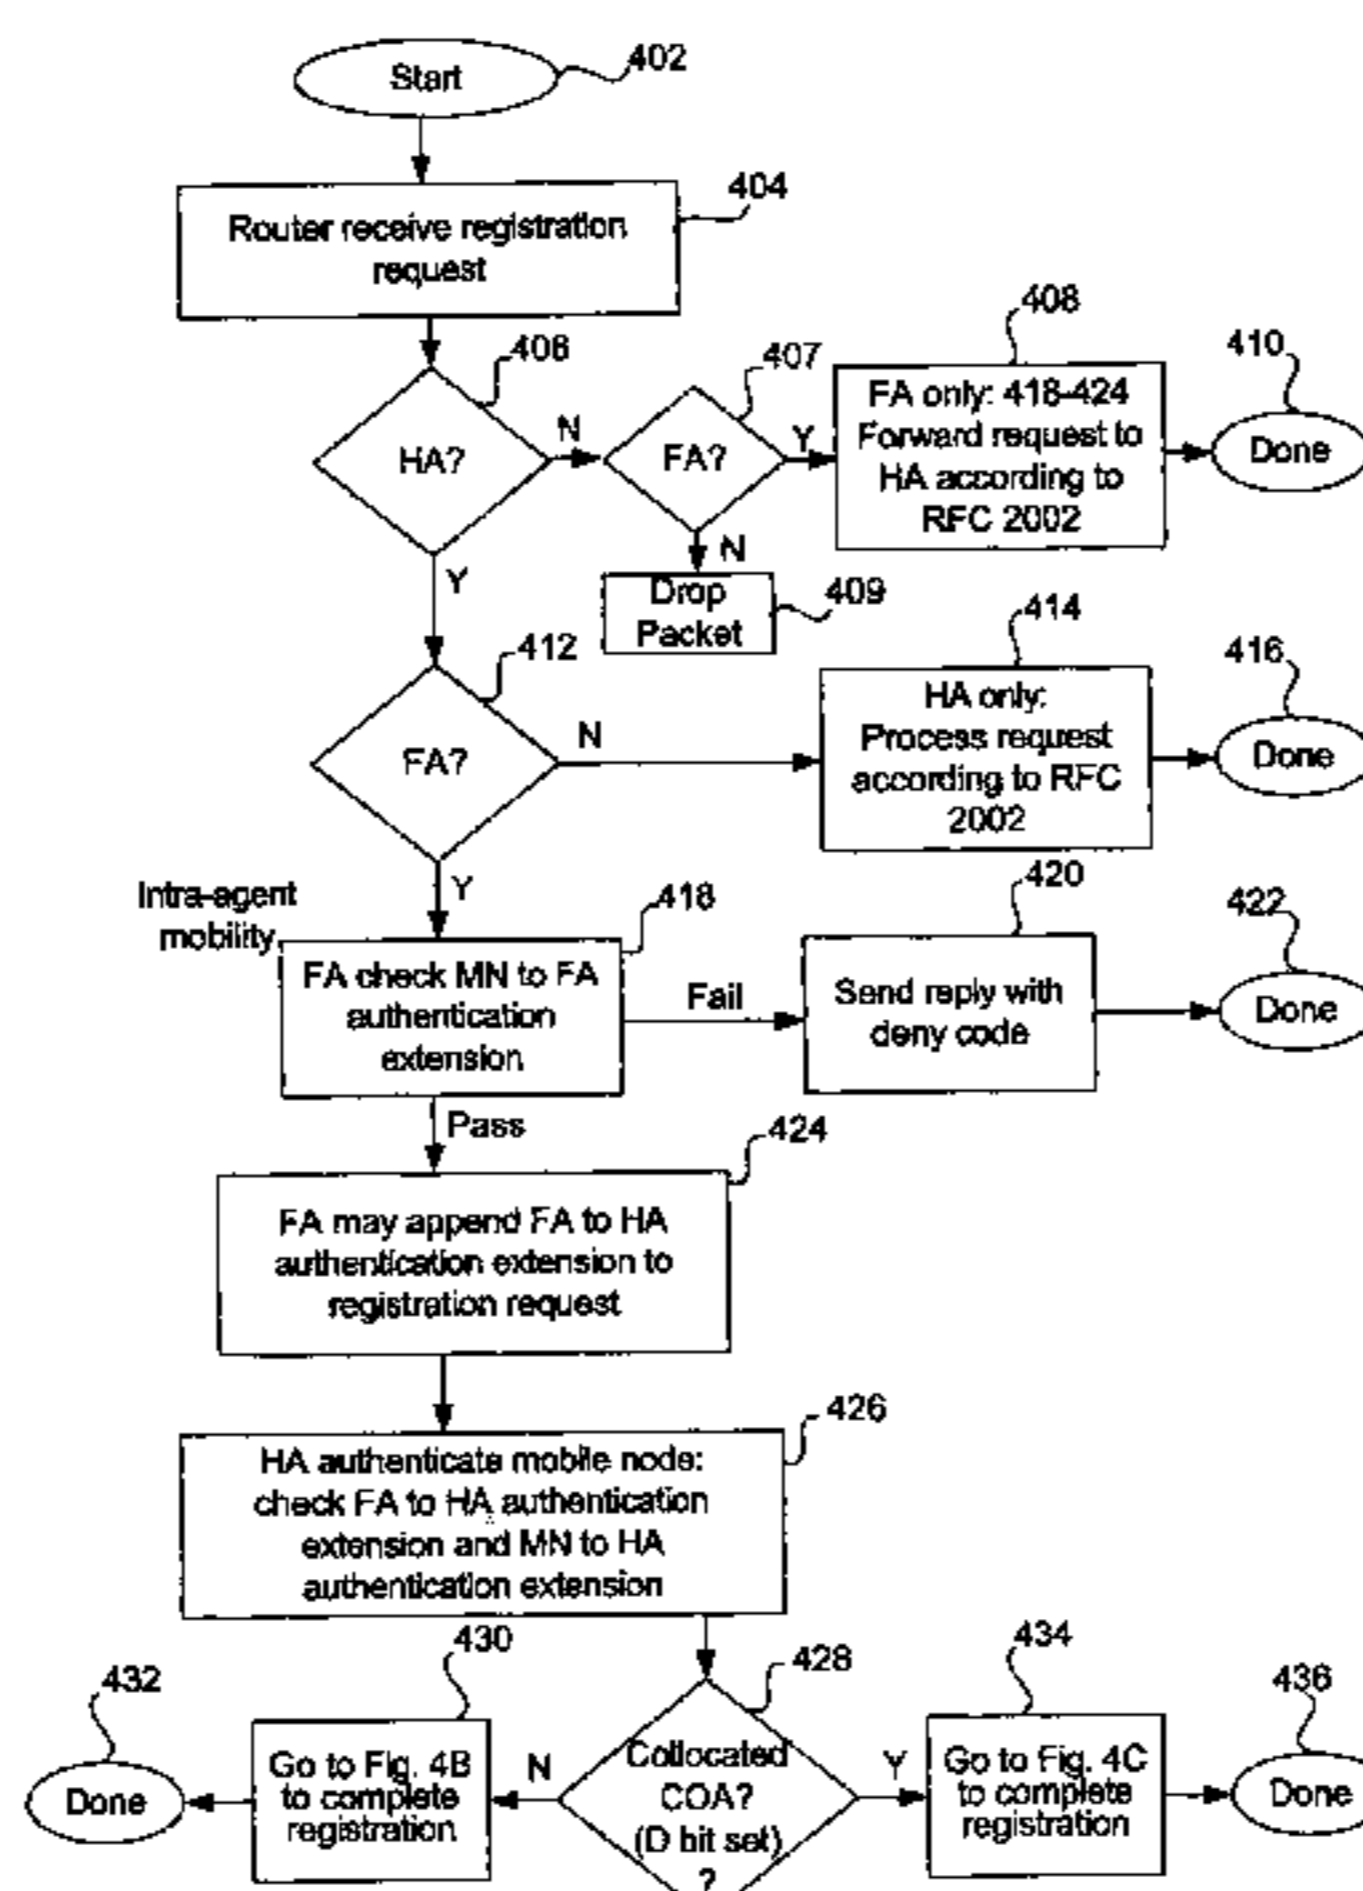 Start
402
Router receive registration
request
404
HA?
406
N
FA?
407
Y
FA only: 418-424
Forward request to
HA according to
RFC 2002
408
Done
410
N
Drop
Packet
409
Y
FA?
412
N
HA only:
Process request
according to RFC
2002
414
Done
416
Y
Intra-agent
mobility
FA check MN to FA
authentication
extension
418
Fail
Send reply with
deny code
420
Done
422
Pass
FA may append FA to HA
authentication extension to
registration request
424
HA authenticate mobile node:
check FA to HA authentication
extension and MN to HA
authentication extension
426
Collocated
COA?
(D bit set)
?
428
N
Go to Fig. 4B
to complete
registration
430
Done
432
Y
Go to Fig. 4C
to complete
registration
434
Done
436